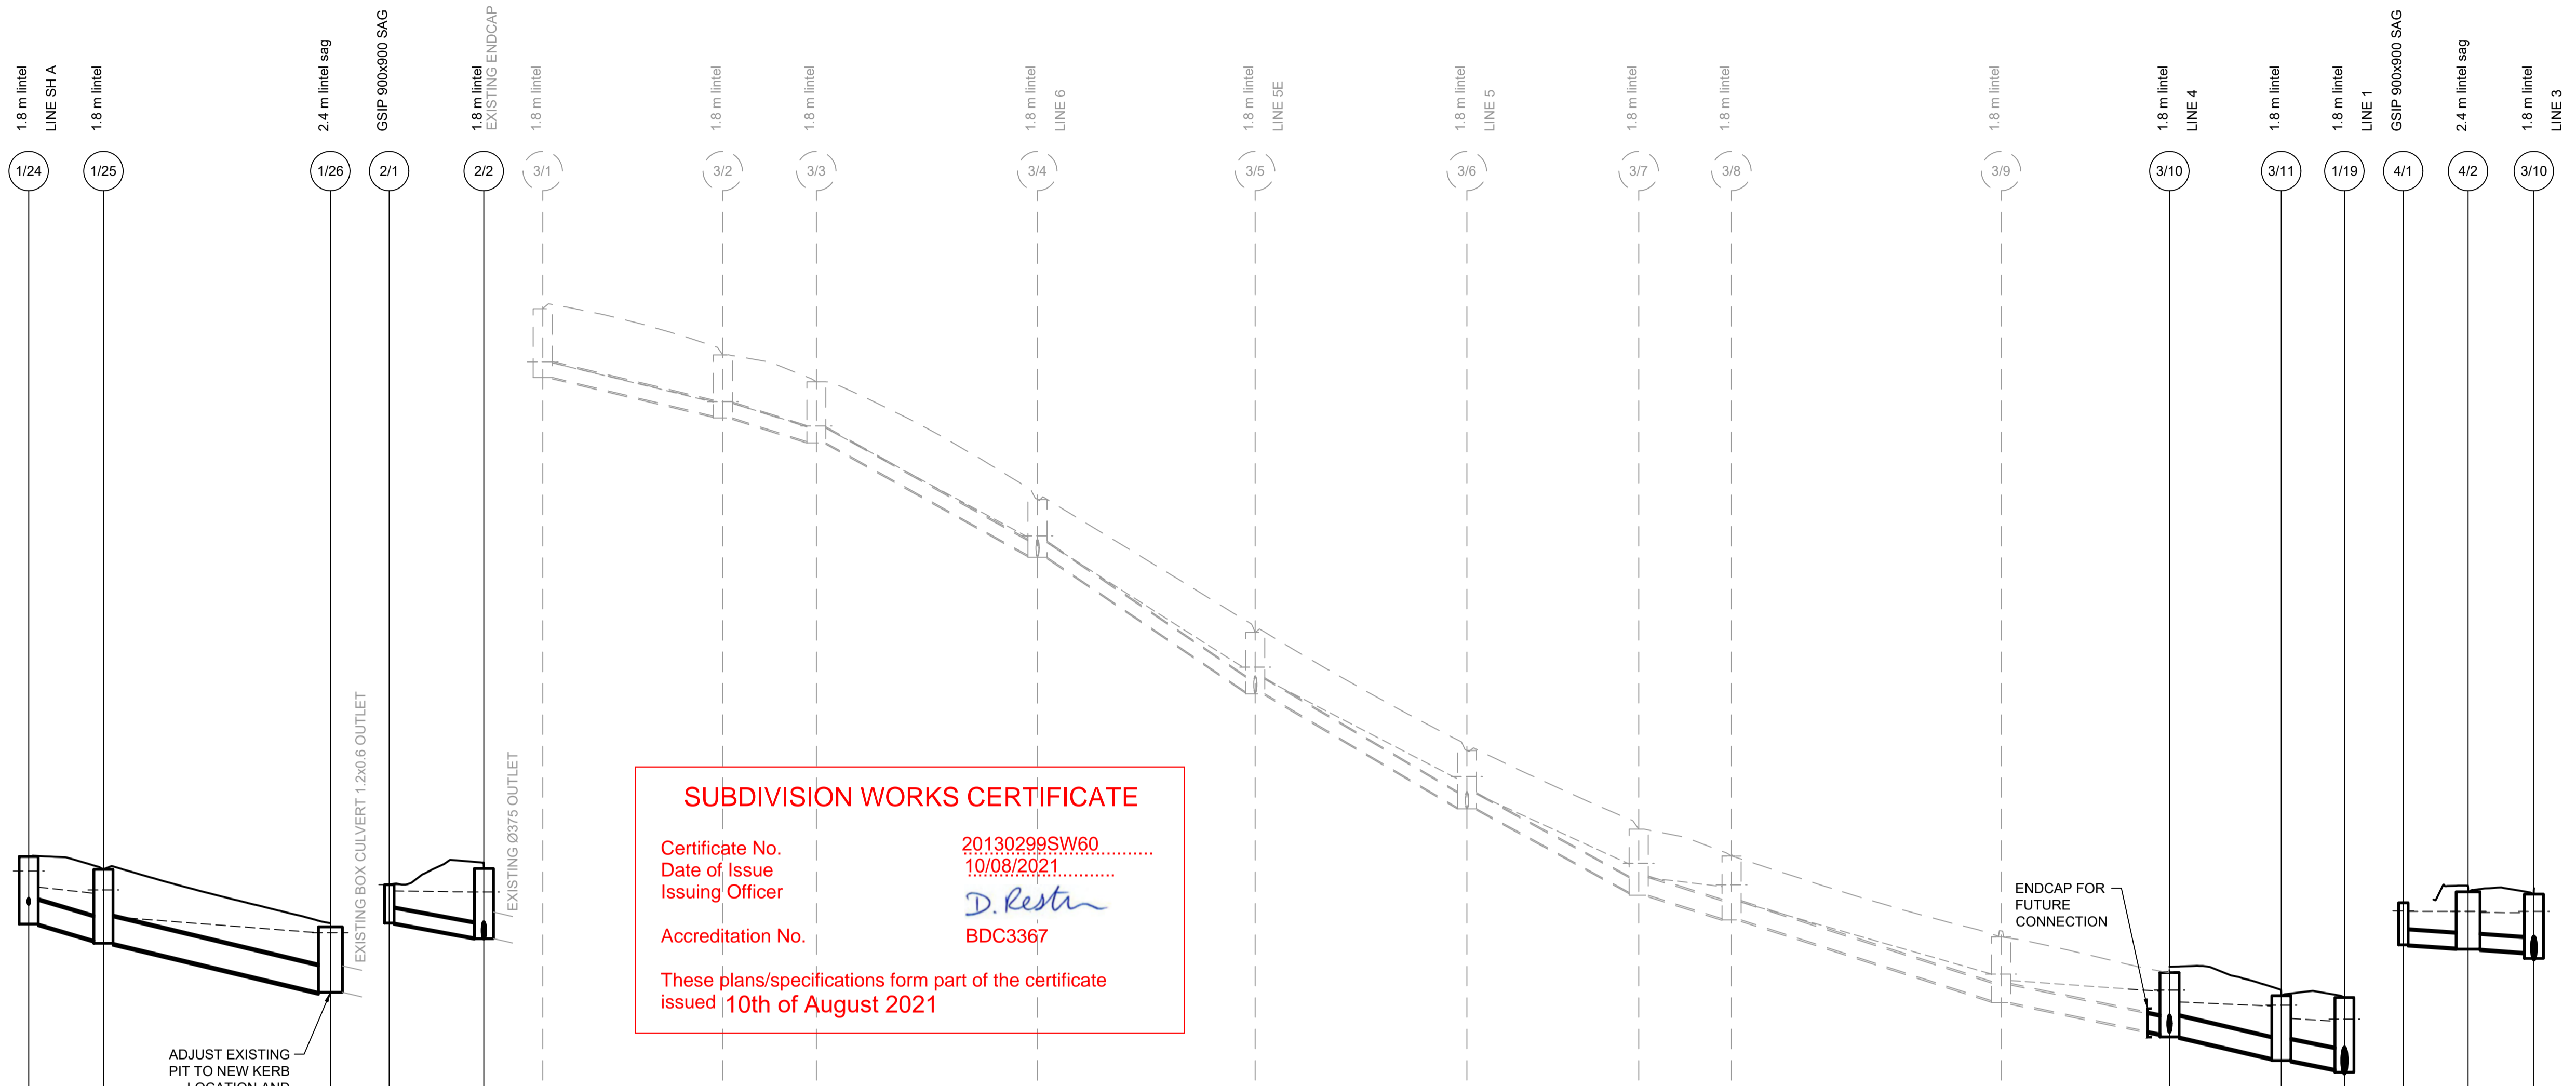 1.8 m lintel
LINE SH A
1.8 m lintel
2.4 m lintel sag
GSIP 900x900 SAG
1.8 m lintel
EXISTING ENDCAP
1.8 m lintel
1.8 m lintel
1.8 m lintel
1.8 m lintel
LINE 6
1.8 m lintel
LINE 5E
1.8 m lintel
LINE 5
1.8 m lintel
1.8 m lintel
1.8 m lintel
1.8 m lintel
LINE 4
1.8 m lintel
1.8 m lintel
LINE 1
GSIP 900x900 SAG
2.4 m lintel sag
1.8 m lintel
LINE 3
1/24
1/25
1/26
2/1
2/2
3/1
3/2
3/3
3/4
3/5
3/6
3/7
3/8
3/9
3/10
3/11
1/19
4/1
4/2
3/10
EXISTING BOX CULVERT 1.2x0.6 OUTLET
EXISTING Ø375 OUTLET
SUBDIVISION WORKS CERTIFICATE
Certificate No. 20130299SW60
Date of Issue 10/08/2021
Issuing Officer D. Restn
Accreditation No. BDC3367
These plans/specifications form part of the certificate
issued 10th of August 2021
ENDCAP FOR
FUTURE
CONNECTION
ADJUST EXISTING
PIT TO NEW KERB
LOCATION AND